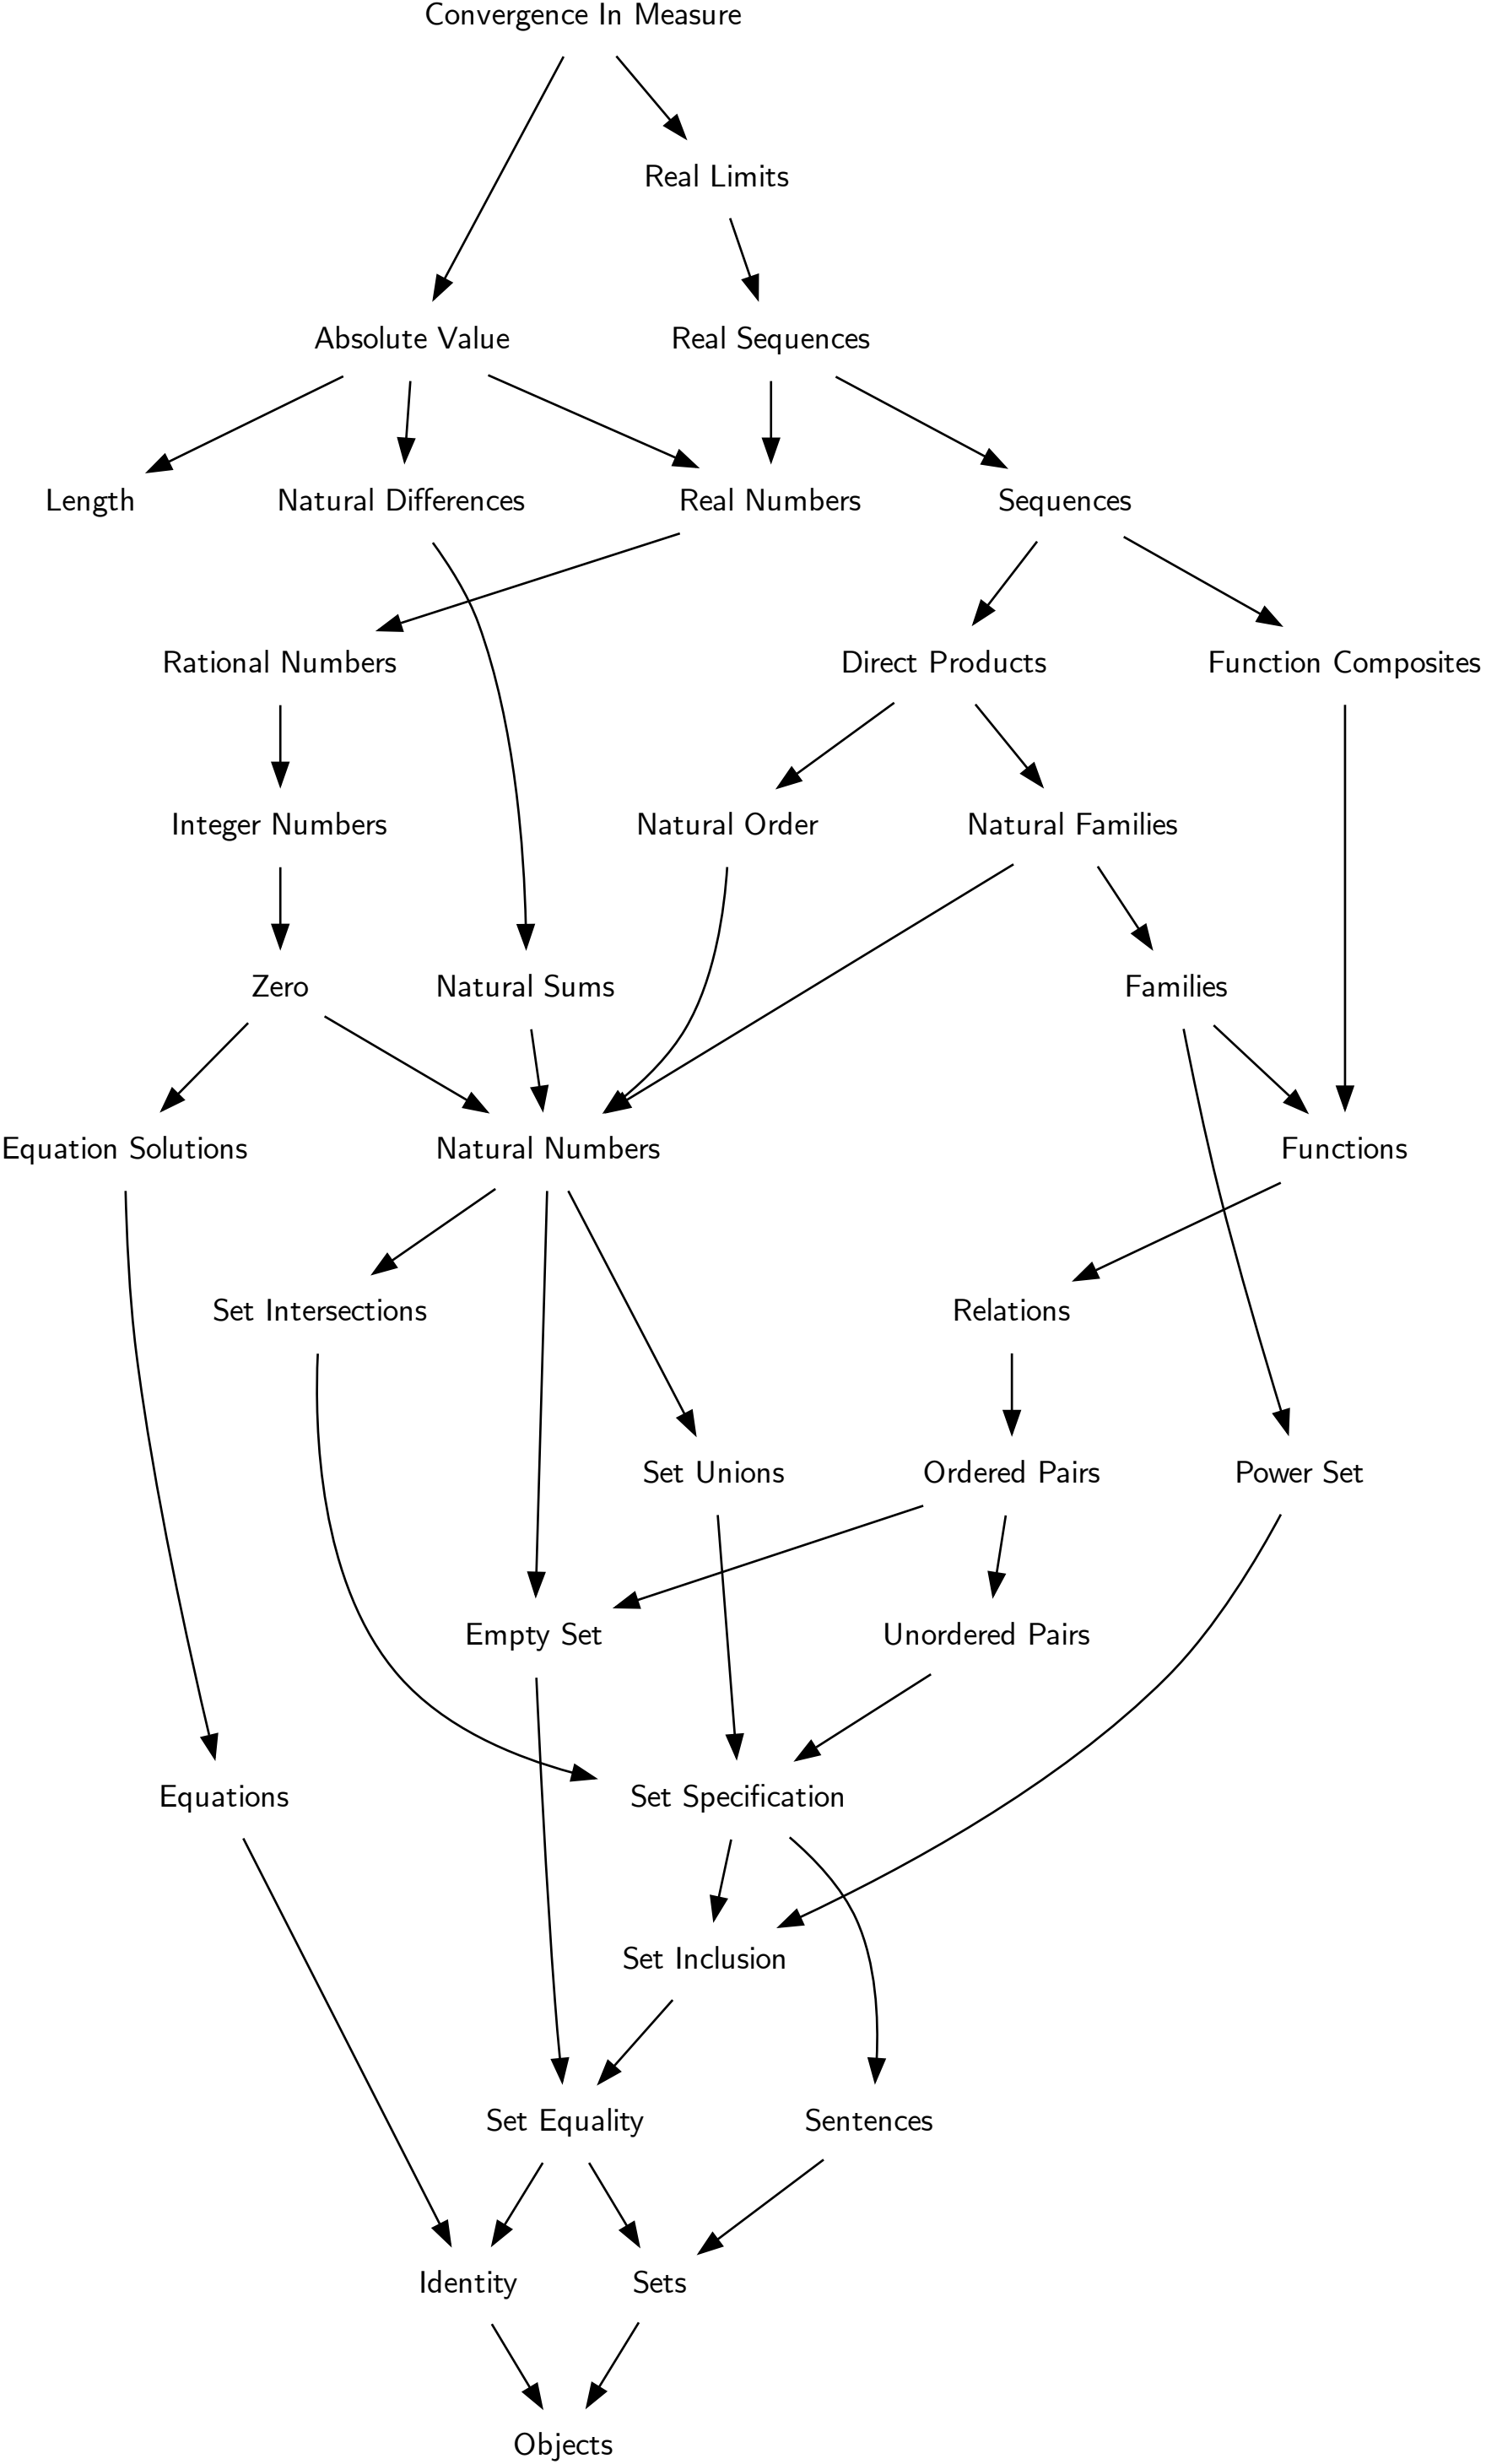 Convergence In Measure
Real Limits
Absolute Value
Real Sequences
Length
Natural Differences
Real Numbers
Sequences
Rational Numbers
Direct Products
Function Composites
Integer Numbers
Natural Order
Natural Families
Zero
Natural Sums
Families
Equation Solutions
Natural Numbers
Functions
Set Intersections
Relations
Set Unions
Ordered Pairs
Power Set
Empty Set
Unordered Pairs
Equations
Set Specification
Set Inclusion
Set Equality
Sentences
Identity
Sets
Objects